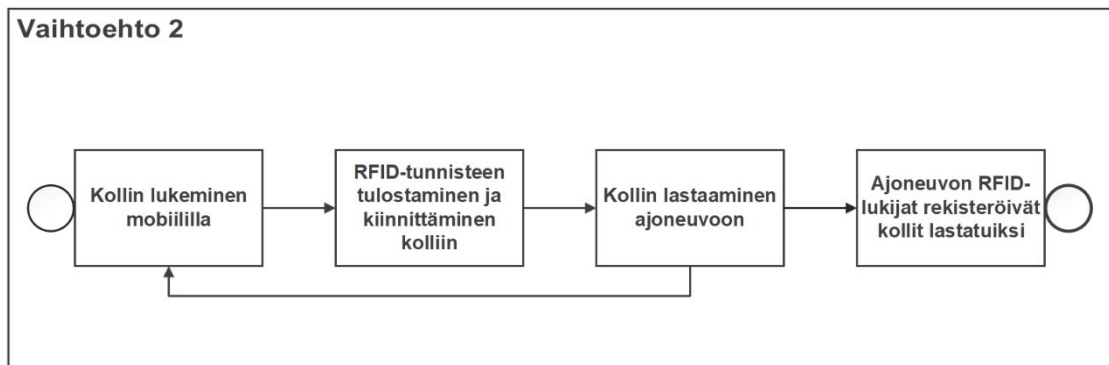 Vaihtoehto 2
Kollin lukeminen
mobiililla
RFID-tunnisteen
tulostaminen ja
kiinnittäminen
kolliin
Kollin lastaaminen
ajoneuvoon
Ajoneuvon RFID-
lukijat rekisteröivät
kollit lastatuiksi